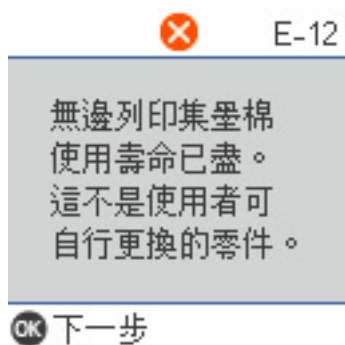 E-12
無邊列印集墨棉
使用壽命已盡。
這不是使用者可
自行更換的零件。
OK 下一步